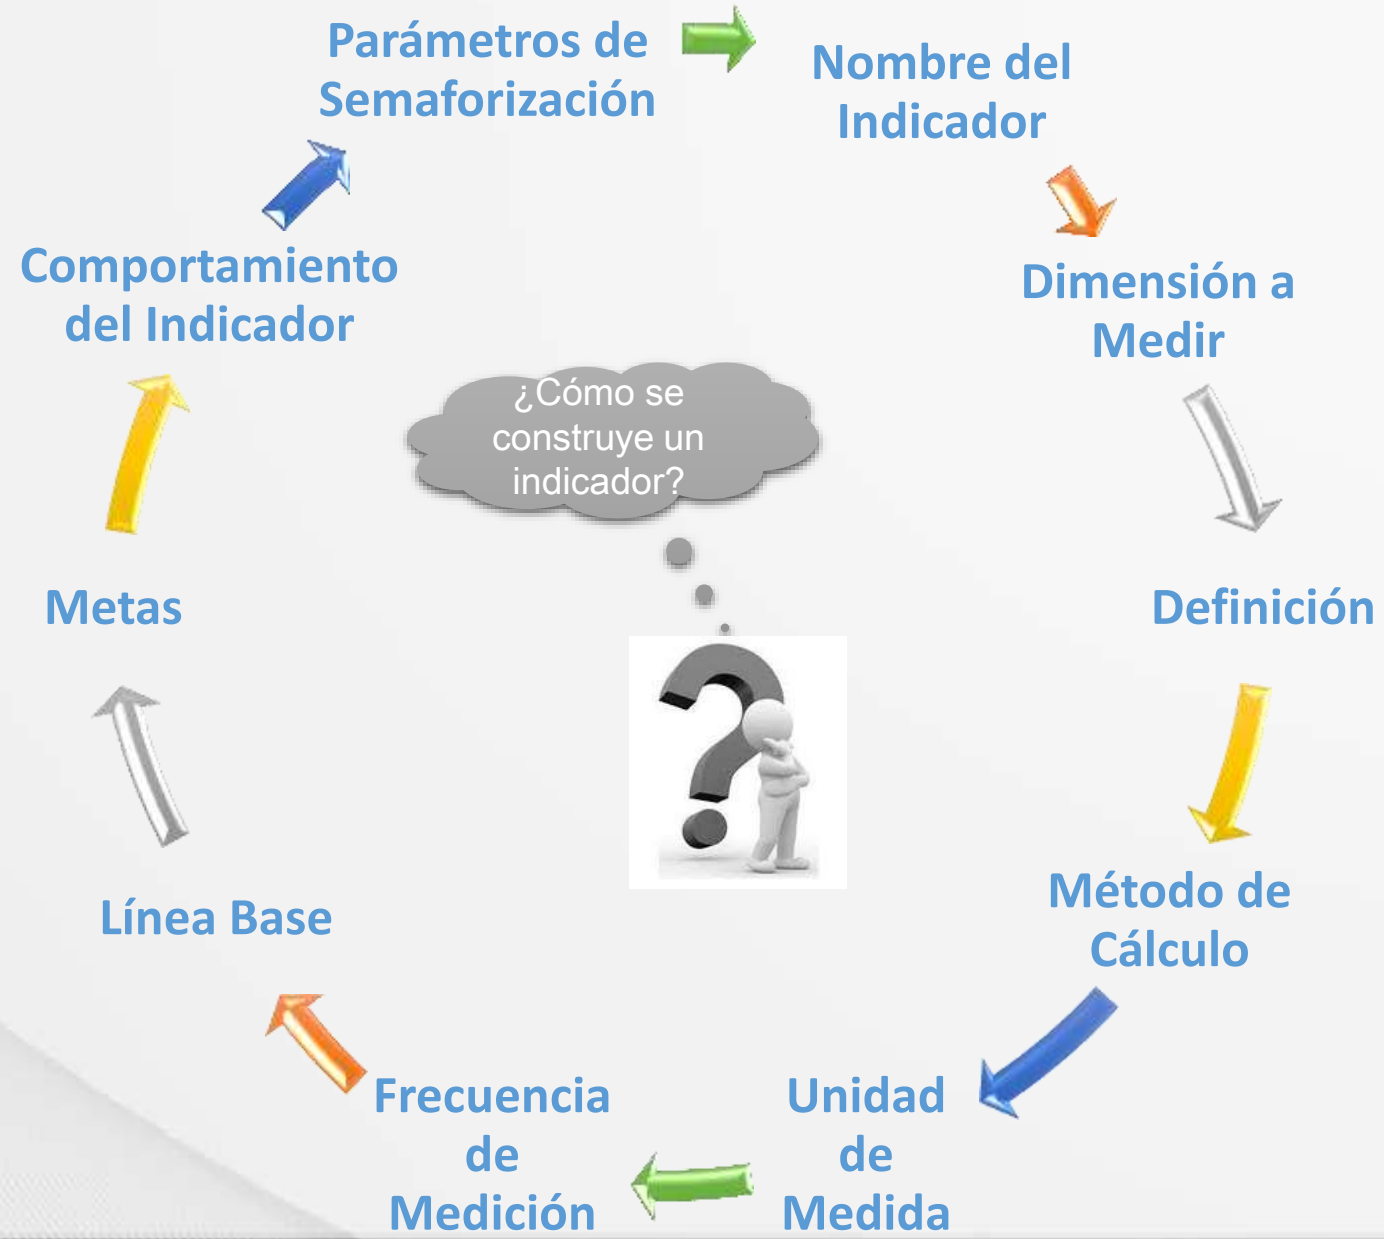 Parámetros de
Semaforización
Nombre del
Indicador
Dimensión a
Medir
Definición
Método de
Cálculo
Unidad
de
Medida
Frecuencia
de
Medición
Línea Base
Metas
Comportamiento
del Indicador
¿Cómo se
construye un
indicador?